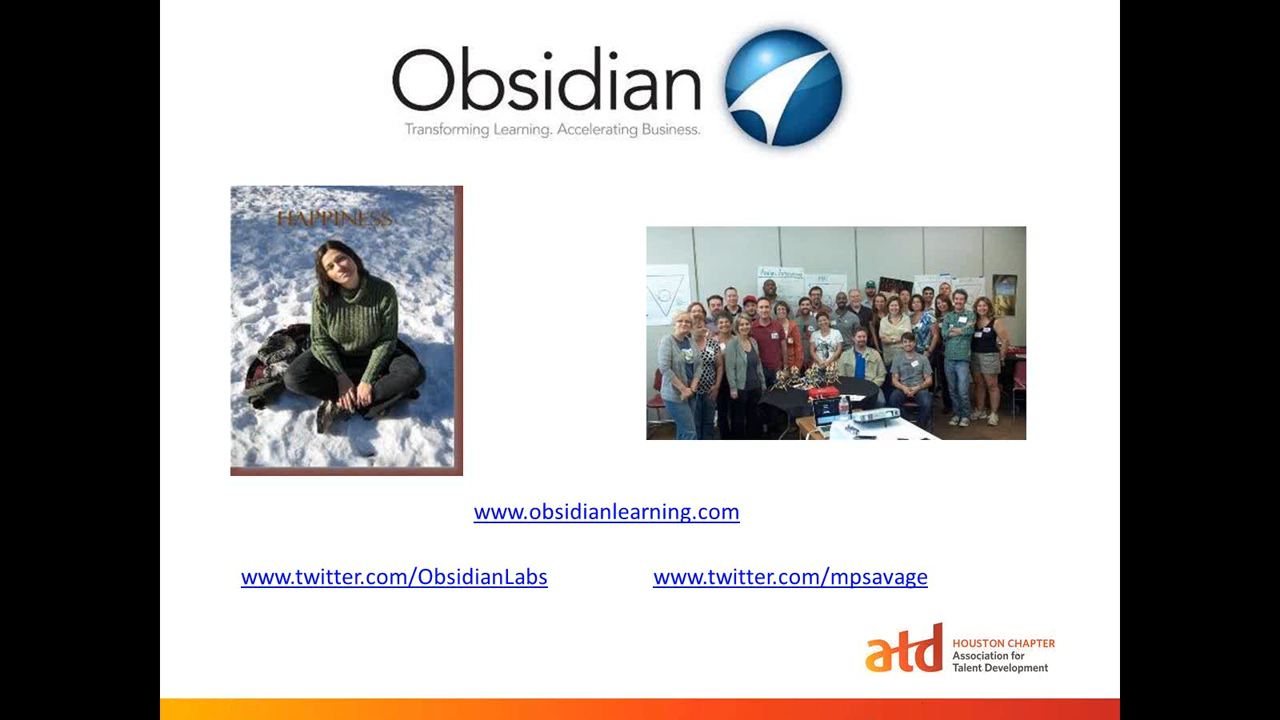 Obsidian
Transforming Learning. Accelerating Business.
HAPPINESS
www.obsidianlearning.com
www.twitter.com/ObsidianLabs
www.twitter.com/mpsavage
atd
HOUSTON CHAPTER
Association for
Talent Development